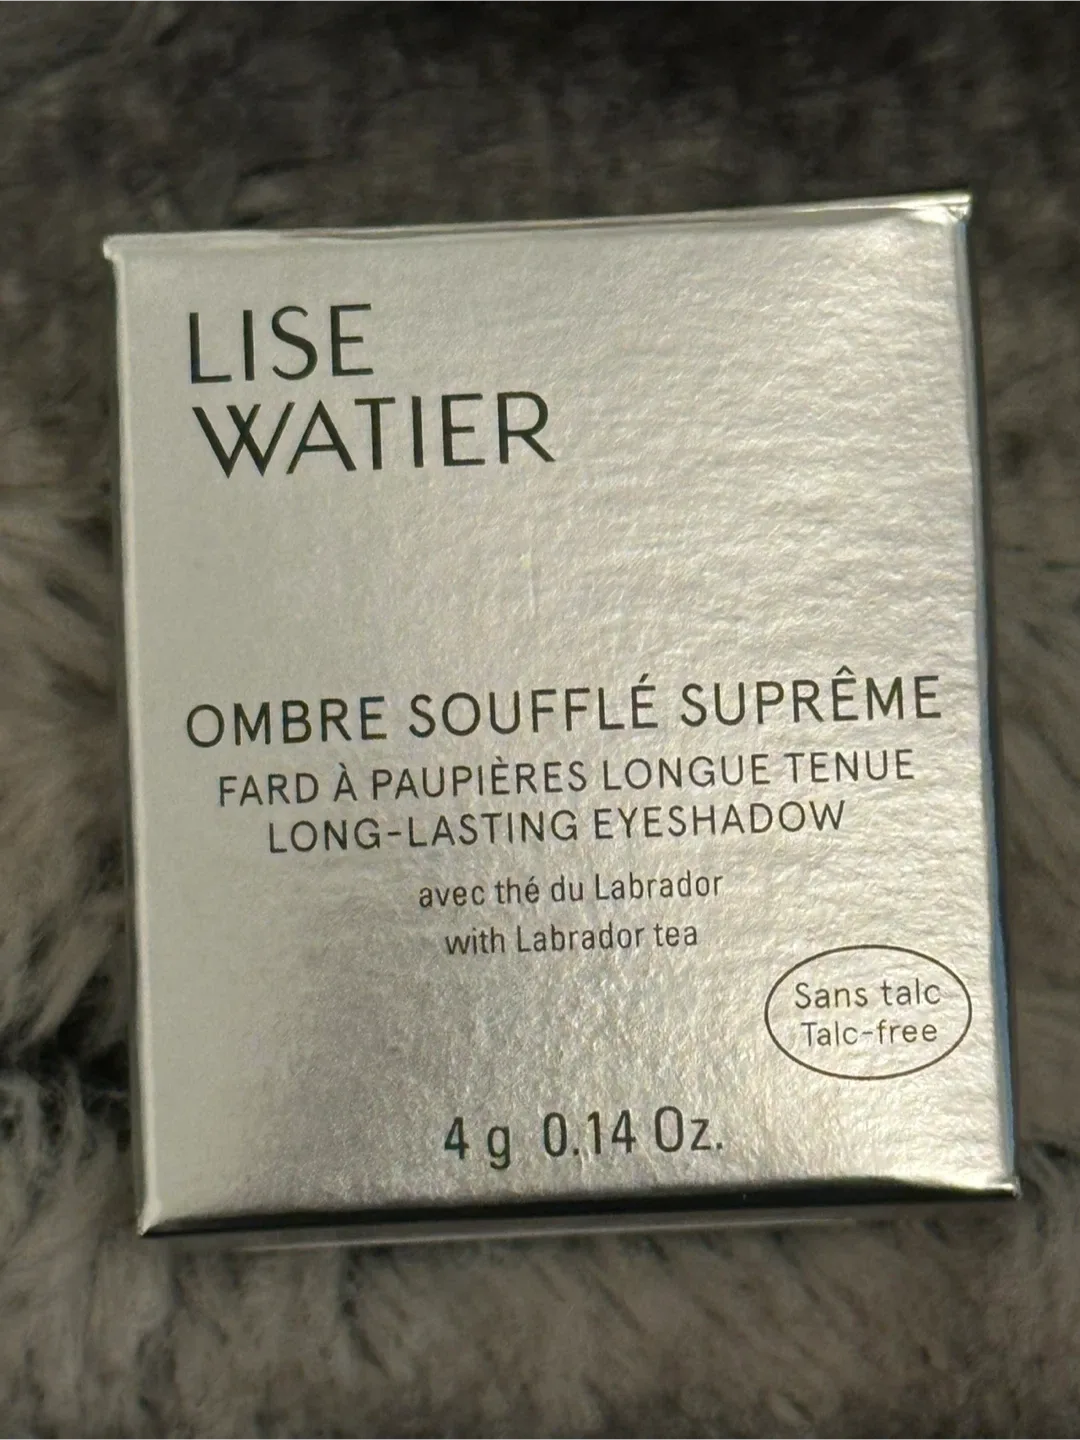 LISE
WATIER
OMBRE SOUFFLÉ SUPRÊME
FARD À PAUPIÈRES LONGUE TENUE
LONG-LASTING EYESHADOW
avec thé du Labrador
with Labrador tea
Sans talc
Talc-free
4 g 0.14 Oz.